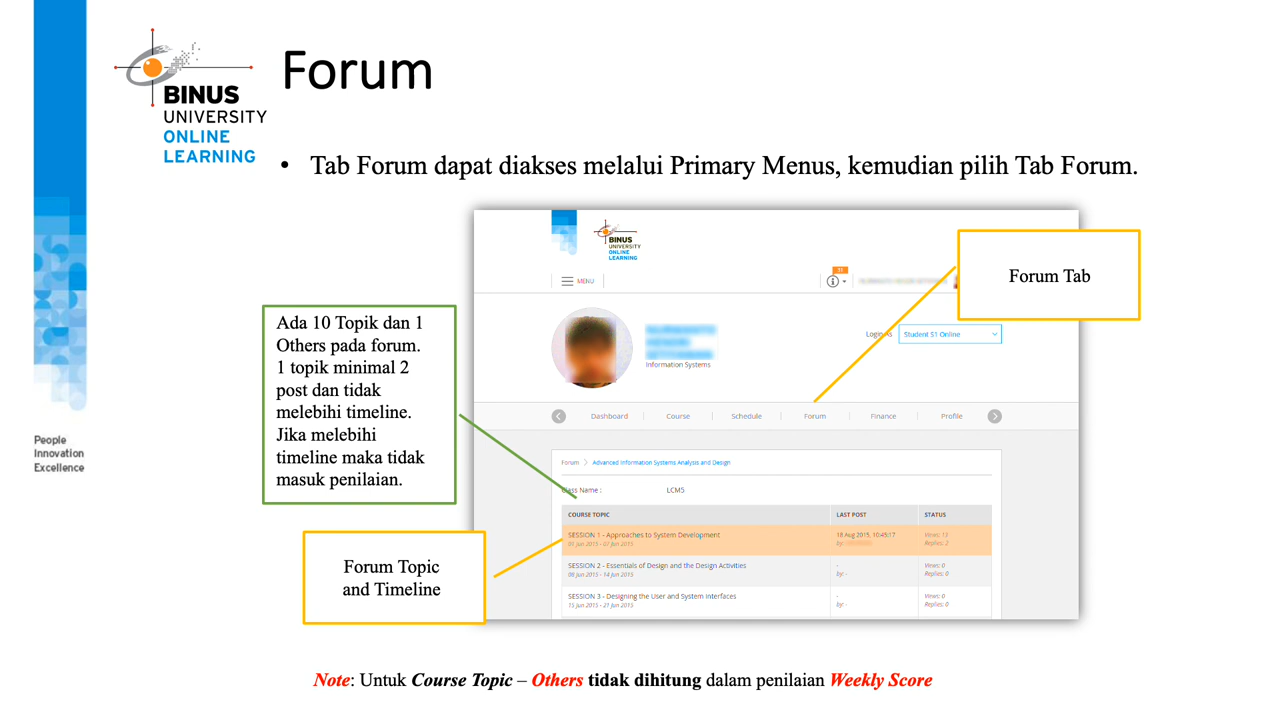 BINUS
UNIVERSITY
ONLINE
LEARNING
Forum
• Tab Forum dapat diakses melalui Primary Menus, kemudian pilih Tab Forum.
People
Innovation
Excellence
Ada 10 Topik dan 1
Others pada forum.
1 topik minimal 2
post dan tidak
melebihi timeline.
Jika melebihi
timeline maka tidak
masuk penilaian.
Forum Topic
and Timeline
Forum Tab
BINUS
UNIVERSITY
ONLINE
LEARNING
MENU
Information Systems
Login As
Student S1 Online
Dashboard
Course
Schedule
Forum
Finance
Profile
Forum > Advanced Information Systems Analysis and Design
Class Name : LCM5
COURSE TOPIC LAST POST STATUS
SESSION 1 - Approaches to System Development 18 Aug 2015, 10:45:17 Views: 13
01 Jun 2015 - 07 Jun 2015 by: Replies: 2
SESSION 2 - Essentials of Design and the Design Activities - Views: 0
08 Jun 2015 - 14 Jun 2015 by: - Replies: 0
SESSION 3 - Designing the User and System Interfaces - Views: 0
15 Jun 2015 - 21 Jun 2015 by: - Replies: 0
Note: Untuk Course Topic – Others tidak dihitung dalam penilaian Weekly Score